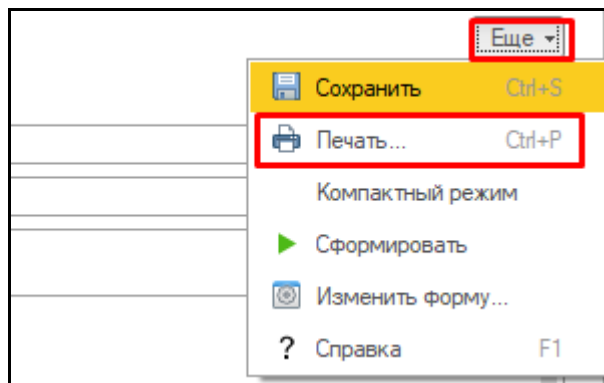 Еще
Сохранить Ctrl+S
Печать... Ctrl+P
Компактный режим
Сформировать
Изменить форму...
? Справка F1